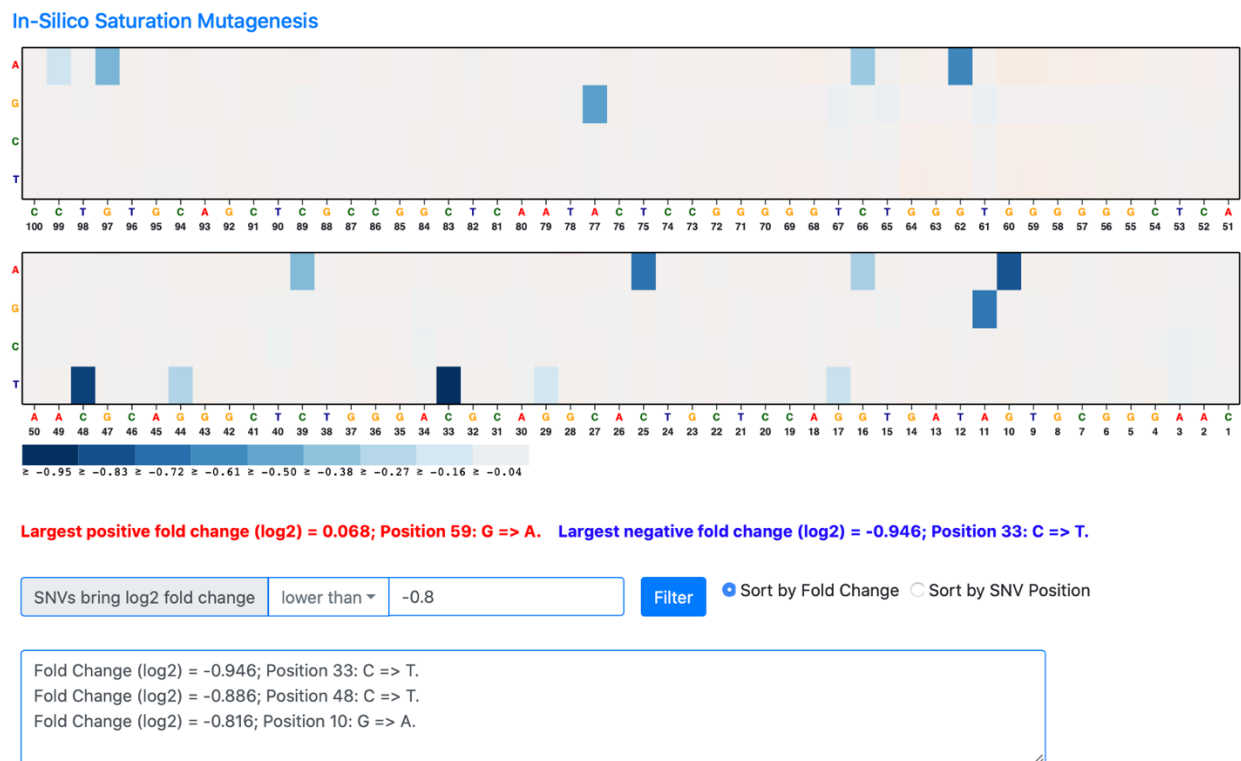 In-Silico Saturation Mutagenesis
A
G
C
T
C C T G T G C A G C T C G C C G G C T C A A T A C T C C G G G G G T C T G G G T G G G G G G C T C A
100 99 98 97 96 95 94 93 92 91 90 89 88 87 86 85 84 83 82 81 80 79 78 77 76 75 74 73 72 71 70 69 68 67 66 65 64 63 62 61 60 59 58 57 56 55 54 53 52 51
A
G
C
T
A A C G C A G G G C T C T G G G A C G C A G G C A C T G C T C C A G G T G A T A G T G C G G G A A C
50 49 48 47 46 45 44 43 42 41 40 39 38 37 36 35 34 33 32 31 30 29 28 27 26 25 24 23 22 21 20 19 18 17 16 15 14 13 12 11 10 9 8 7 6 5 4 3 2 1
≥ -0.95 ≥ -0.83 ≥ -0.72 ≥ -0.61 ≥ -0.50 ≥ -0.38 ≥ -0.27 ≥ -0.16 ≥ -0.04
Largest positive fold change (log2) = 0.068; Position 59: G => A. Largest negative fold change (log2) = -0.946; Position 33: C => T.
SNVs bring log2 fold change lower than -0.8 Filter Sort by Fold Change Sort by SNV Position
Fold Change (log2) = -0.946; Position 33: C => T.
Fold Change (log2) = -0.886; Position 48: C => T.
Fold Change (log2) = -0.816; Position 10: G => A.